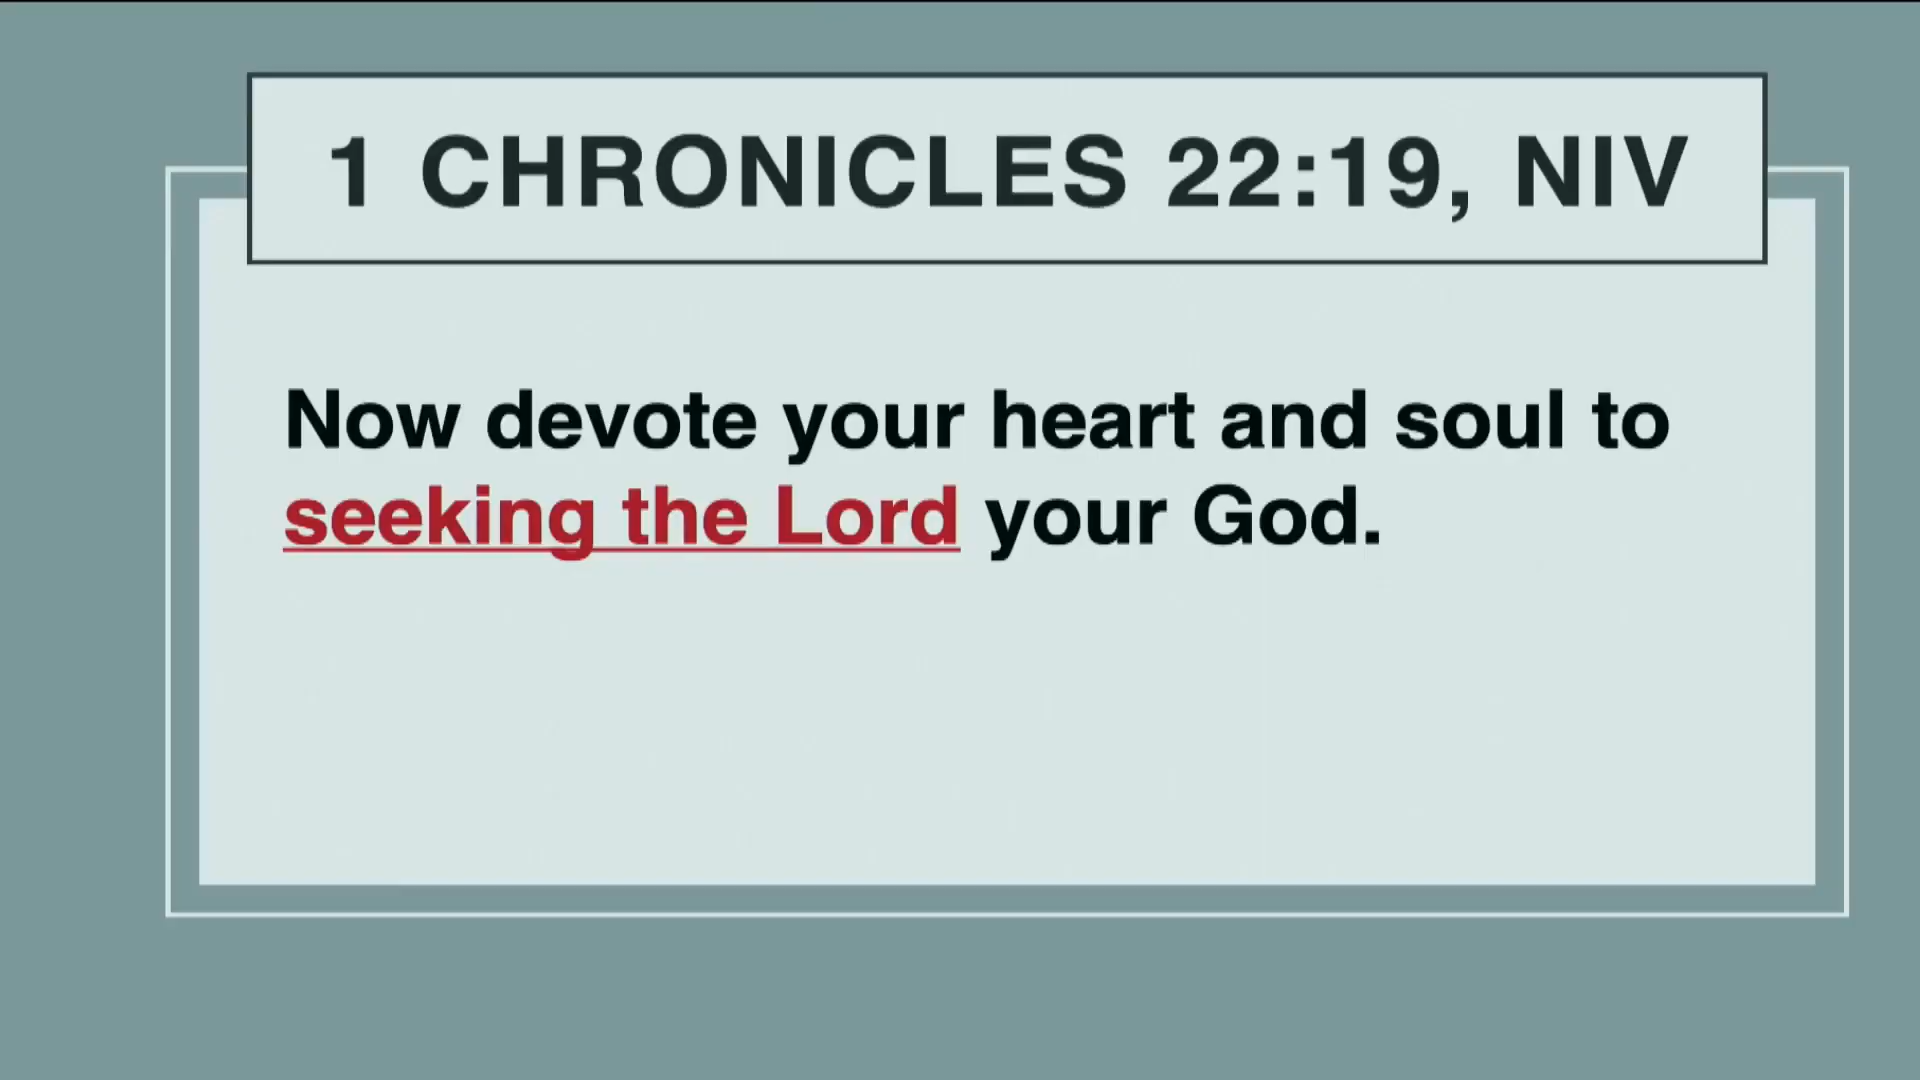 1 CHRONICLES 22:19, NIV
Now devote your heart and soul to
seeking the Lord your God.